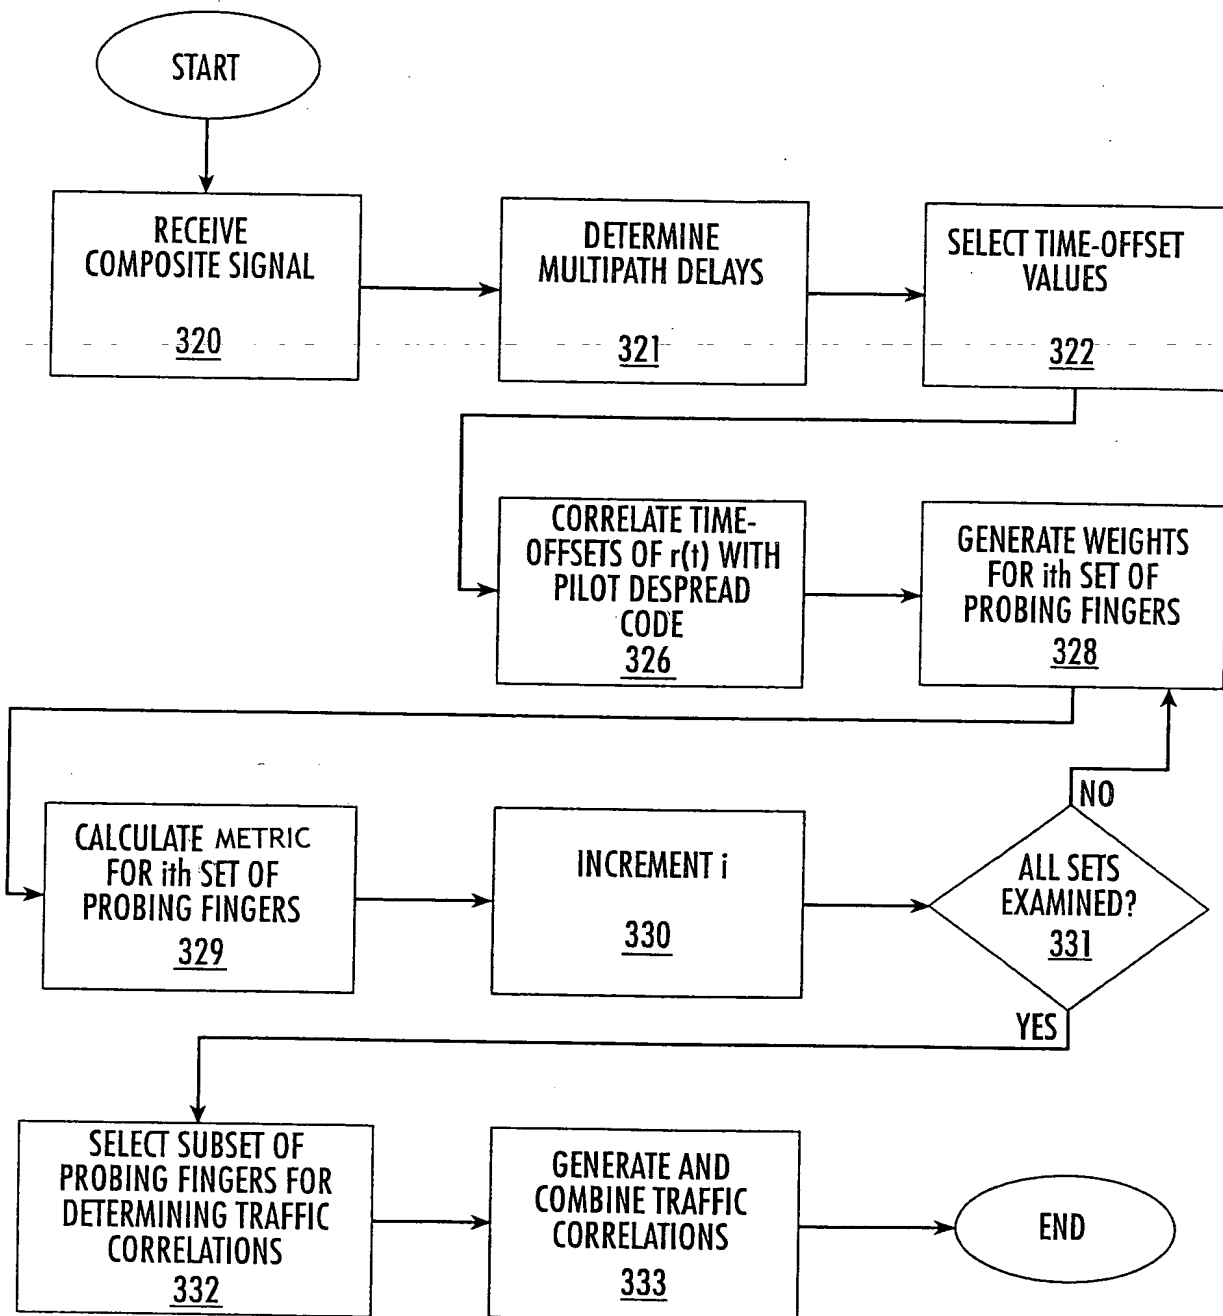 START
RECEIVE
COMPOSITE SIGNAL
320
DETERMINE
MULTIPATH DELAYS
321
SELECT TIME-OFFSET
VALUES
322
CORRELATE TIME-
OFFSETS OF r(t) WITH
PILOT DESPREAD
CODE
326
GENERATE WEIGHTS
FOR ith SET OF
PROBING FINGERS
328
CALCULATE METRIC
FOR ith SET OF
PROBING FINGERS
329
INCREMENT i
330
NO
ALL SETS
EXAMINED?
331
YES
SELECT SUBSET OF
PROBING FINGERS FOR
DETERMINING TRAFFIC
CORRELATIONS
332
GENERATE AND
COMBINE TRAFFIC
CORRELATIONS
333
END